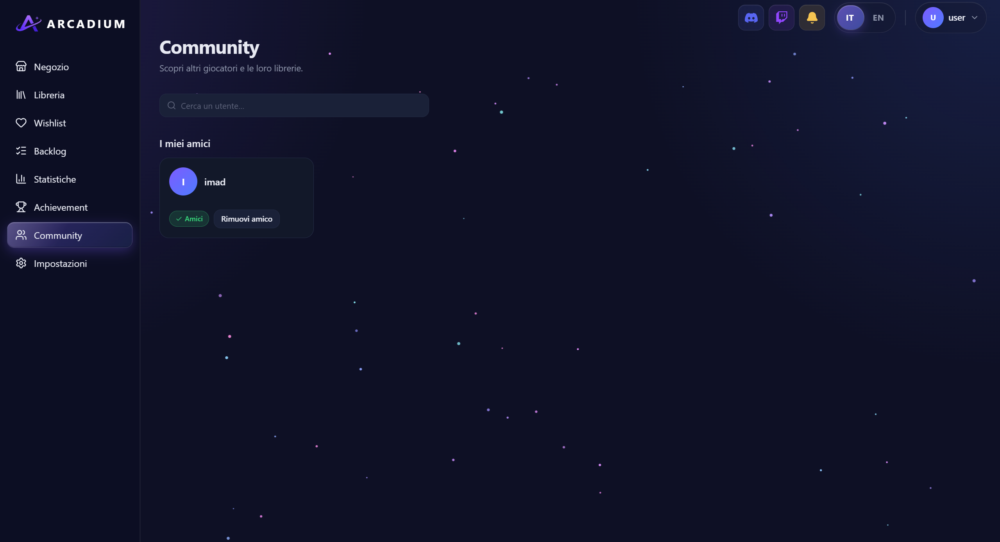 ARCADIUM
Negozio
Libreria
Wishlist
Backlog
Statistiche
Achievement
Community
Impostazioni
IT
EN
U
user
Community
Scopri altri giocatori e le loro librerie.
Cerca un utente...
I miei amici
I
imad
Amici
Rimuovi amico